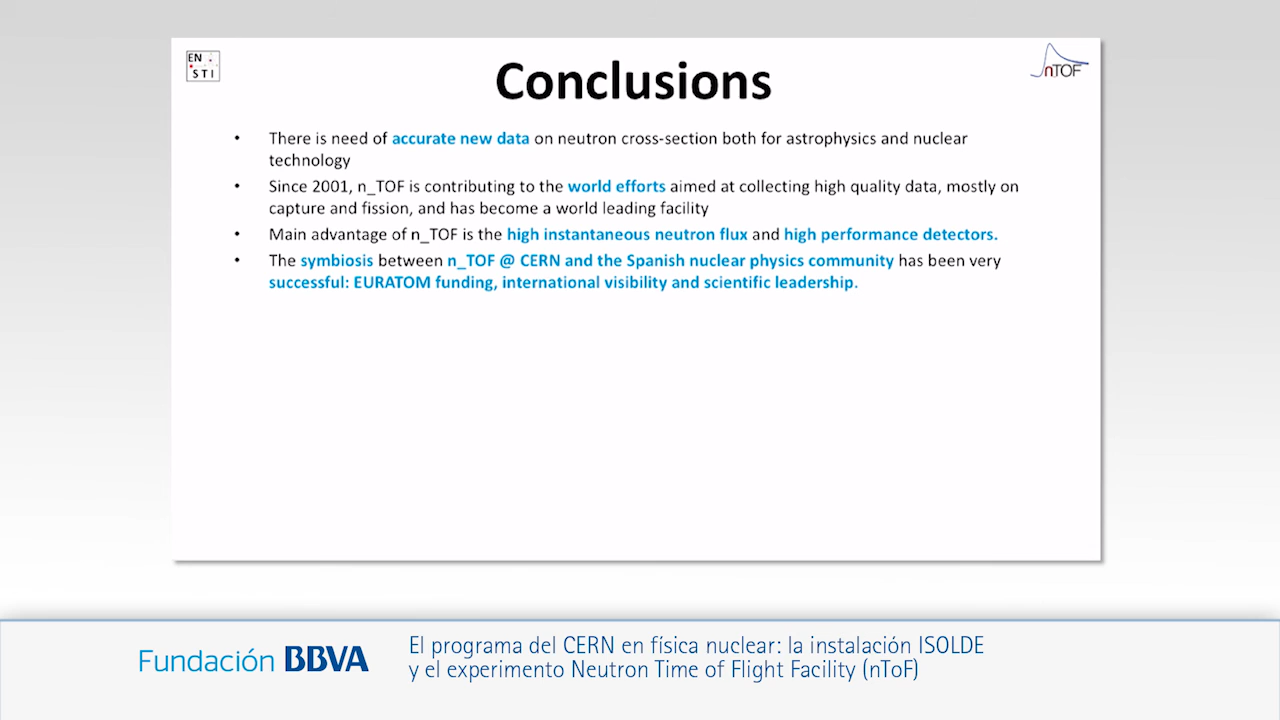 EN
STI
nTOF
Conclusions
• There is need of accurate new data on neutron cross-section both for astrophysics and nuclear
technology
• Since 2001, n_TOF is contributing to the world efforts aimed at collecting high quality data, mostly on
capture and fission, and has become a world leading facility
• Main advantage of n_TOF is the high instantaneous neutron flux and high performance detectors.
• The symbiosis between n_TOF @ CERN and the Spanish nuclear physics community has been very
successful: EURATOM funding, international visibility and scientific leadership.
Fundación BBVA
El programa del CERN en física nuclear: la instalación ISOLDE
y el experimento Neutron Time of Flight Facility (nToF)